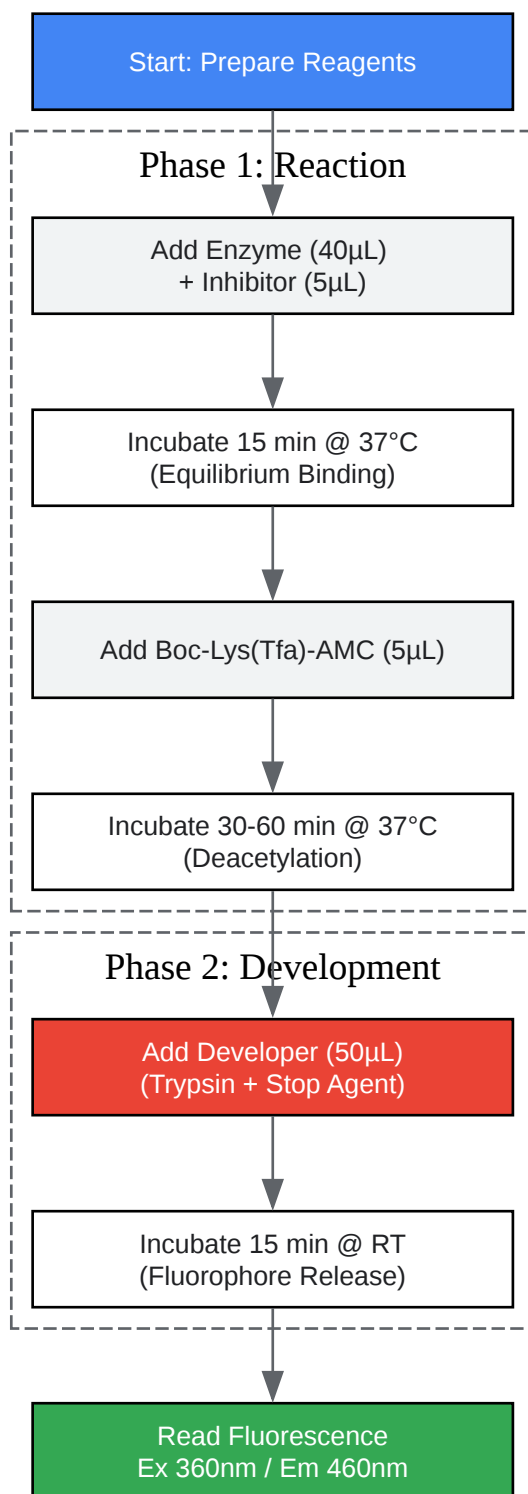 Start: Prepare Reagents
Phase 1: Reaction
Add Enzyme (40µL)
+ Inhibitor (5µL)
Incubate 15 min @ 37°C
(Equilibrium Binding)
Add Boc-Lys(Tfa)-AMC (5µL)
Incubate 30-60 min @ 37°C
(Deacetylation)
Phase 2: Development
Add Developer (50µL)
(Trypsin + Stop Agent)
Incubate 15 min @ RT
(Fluorophore Release)
Read Fluorescence
Ex 360nm / Em 460nm